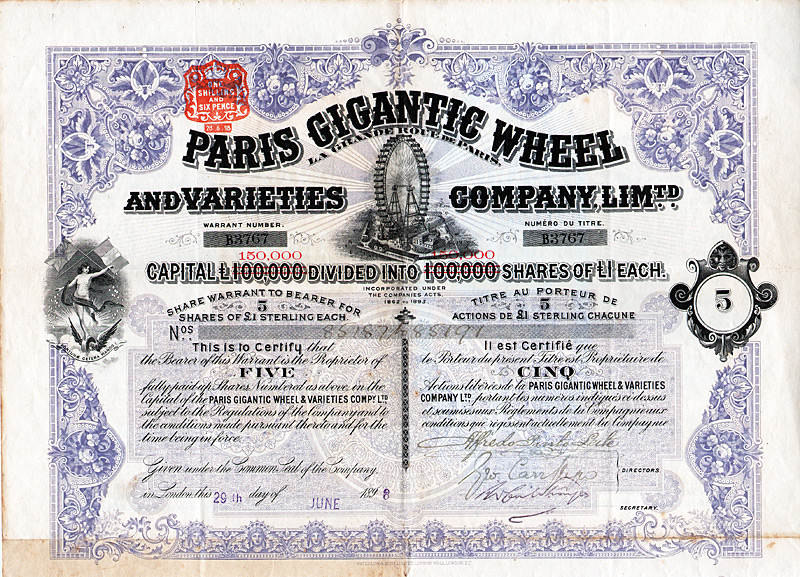 ONE
SHILLING
AND
SIX PENCE
28.6.98
PARIS GIGANTIC WHEEL
LA GRANDE ROUE DE PARIS.
AND VARIETIES COMPANY, LIMTD.
WARRANT NUMBER.
B3767
NUMÉRO DU TITRE.
B3767
150,000 150,000
CAPITAL £100,000 DIVIDED INTO 100,000 SHARES OF £1 EACH.
INCORPORATED UNDER
THE COMPANIES ACTS,
1862 TO 1893.
SHARE WARRANT TO BEARER FOR
5
SHARES OF £1 STERLING EACH.
TITRE AU PORTEUR DE
5
ACTIONS DE £1 STERLING CHACUNE
5
NOS 85187 85191
This is to Certify that
the Bearer of this Warrant is the Proprietor of
FIVE
fully paid up Shares Numbered as above, in the
Capital of the PARIS GIGANTIC WHEEL & VARIETIES COMPY LTD
subject to the Regulations of the Company and to
the conditions made pursuant thereto and for the
time being in force.
Given under the Common Seal of the Company,
in London, this 29th day of JUNE 1898
Il est Certifié que
le Porteur du présent Titre est Propriétaire de
CINQ
Actions libérées de la PARIS GIGANTIC WHEEL & VARIETIES
COMPANY LTD, portant les numéros indiqués ci-dessus
et soumises aux Règlements de la Compagnie aux
conditions qui régissent actuellement la Compagnie
DIRECTORS.
SECRETARY.